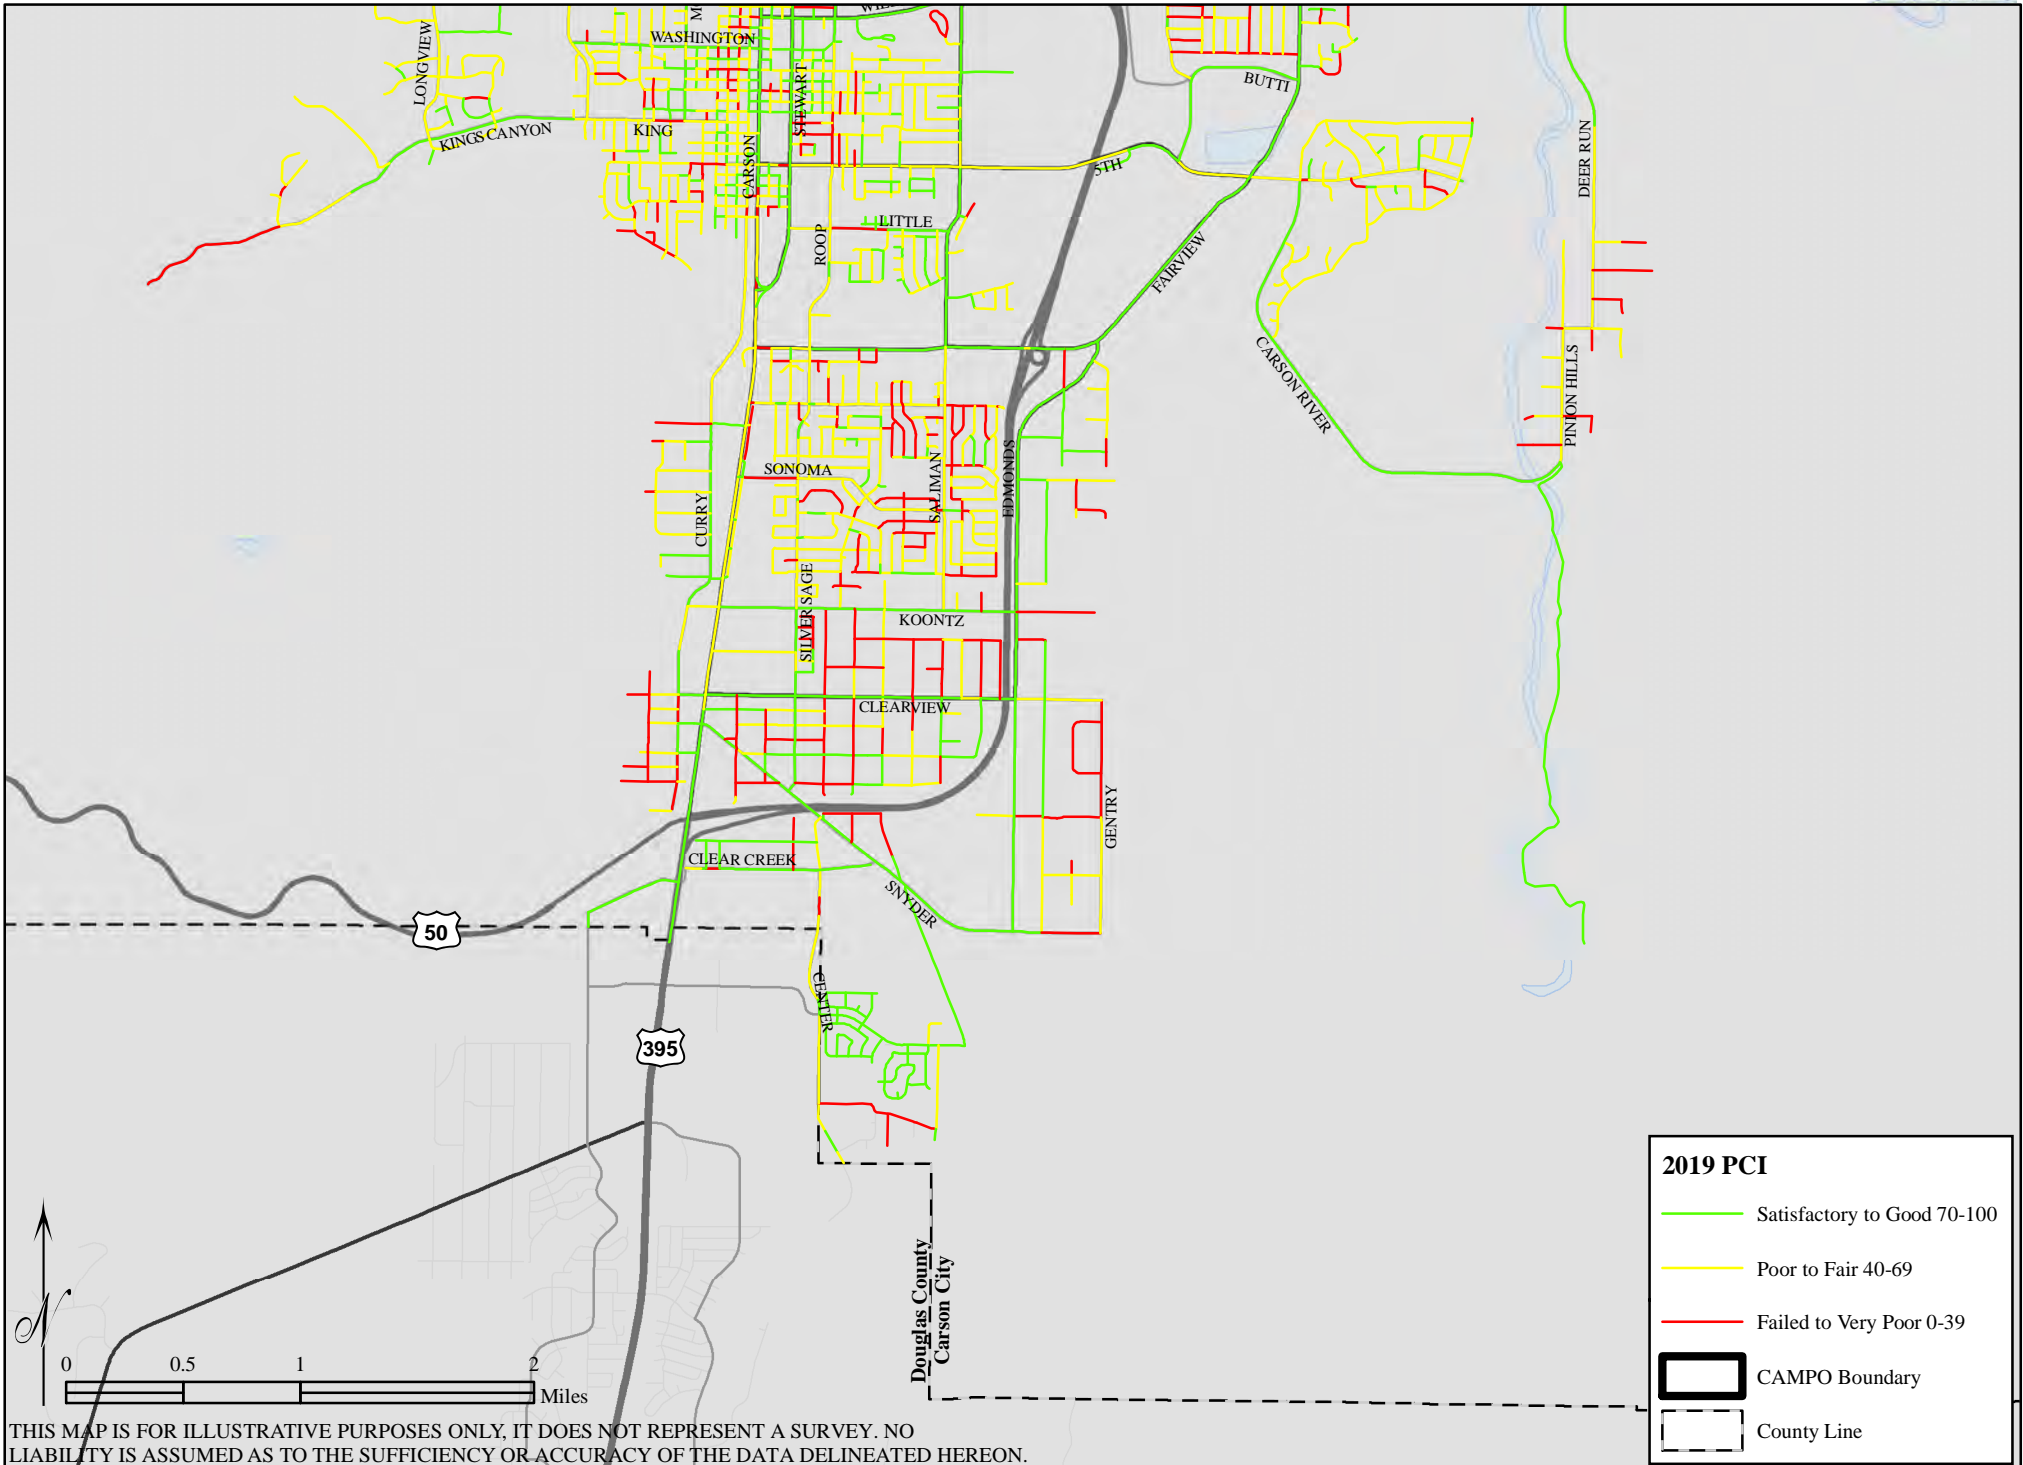 WASHINGTON
LONGVIEW
STEWART
BUTTI
KINGS CANYON
KING
CARSON
5TH
DEER RUN
LITTLE
ROOP
FAIRVIEW
CARSON RIVER
PINION HILLS
SONOMA
SALIMAN
EDMONDS
CURRY
SILVER SAGE
KOONTZ
CLEARVIEW
GENTRY
CLEAR CREEK
SNYDER
50
CENTER
395
Douglas County
Carson City
2019 PCI
Satisfactory to Good 70-100
Poor to Fair 40-69
Failed to Very Poor 0-39
CAMPO Boundary
County Line
N
0 0.5 1 2
Miles
THIS MAP IS FOR ILLUSTRATIVE PURPOSES ONLY, IT DOES NOT REPRESENT A SURVEY. NO
LIABILITY IS ASSUMED AS TO THE SUFFICIENCY OR ACCURACY OF THE DATA DELINEATED HEREON.